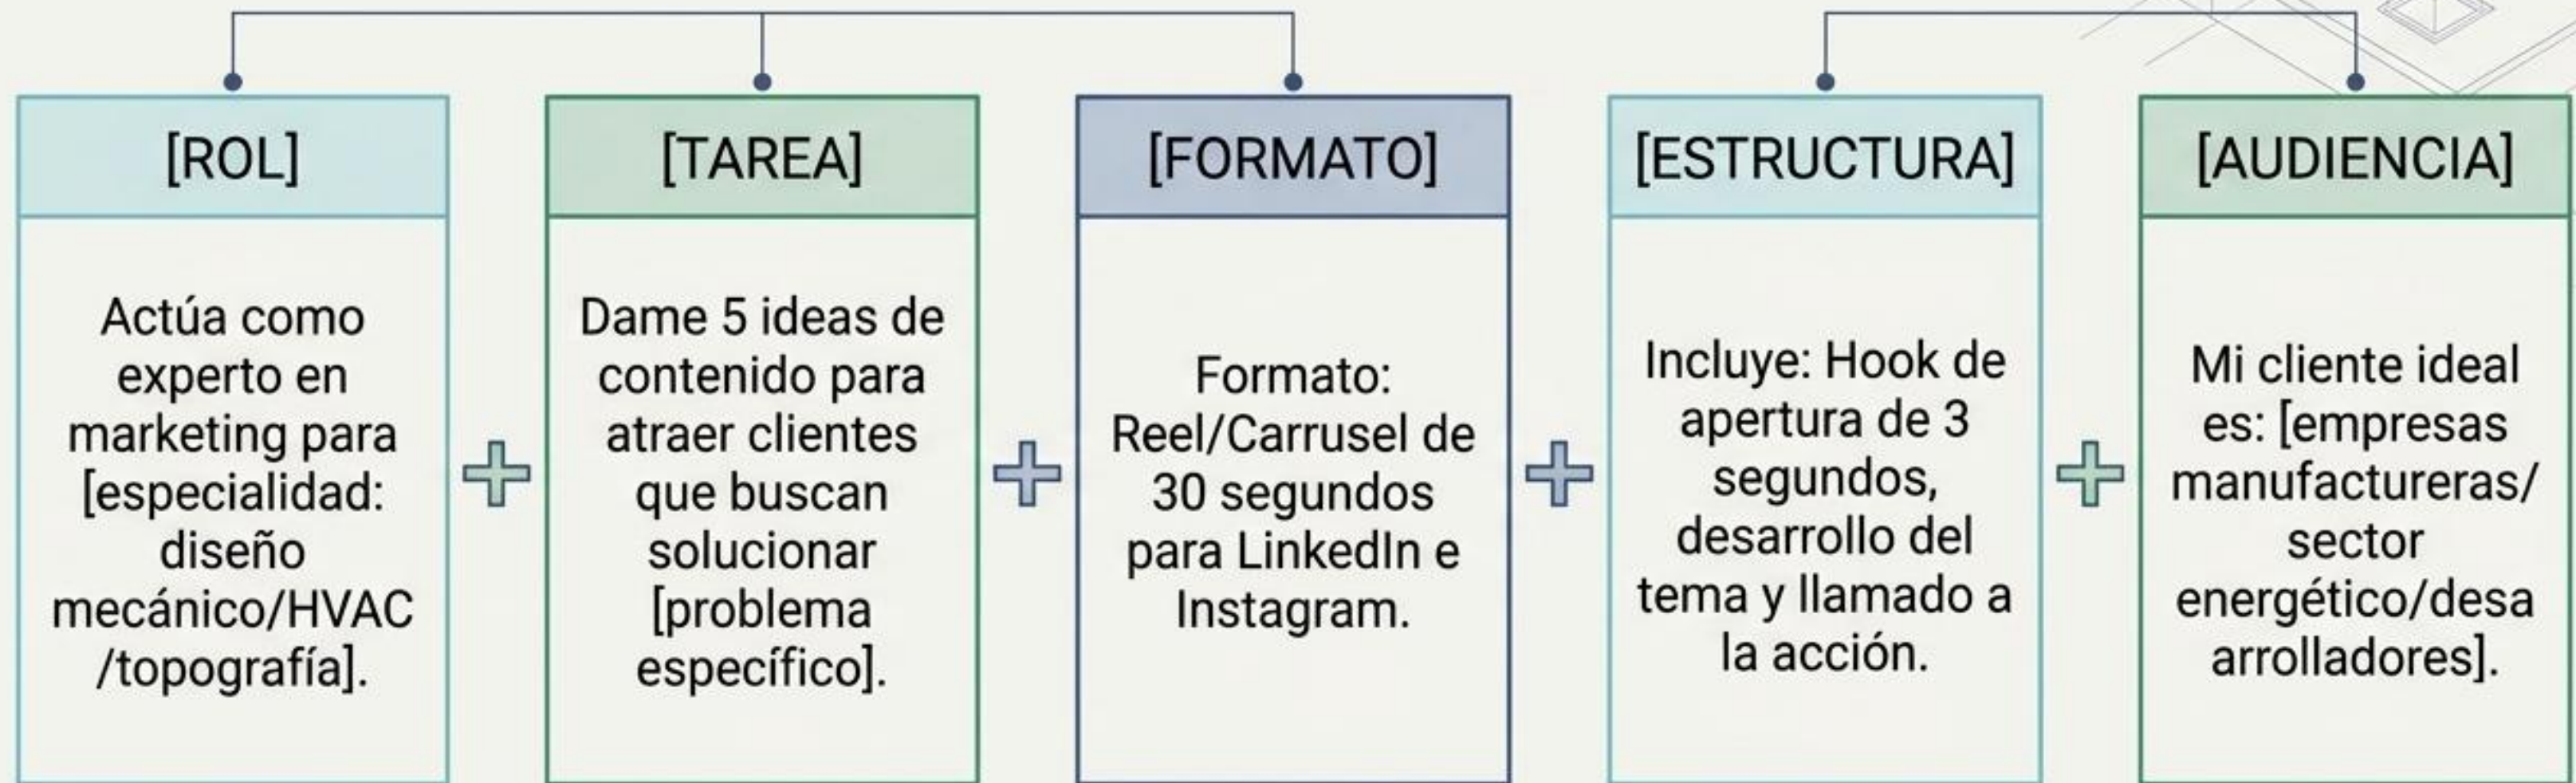 [ROL]
Actúa como
experto en
marketing para
[especialidad:
diseño
mecánico/HVAC
/topografía].
[TAREA]
Dame 5 ideas de
contenido para
atraer clientes
que buscan
solucionar
[problema
específico].
[FORMATO]
Formato:
Reel/Carrusel de
30 segundos
para LinkedIn e
Instagram.
[ESTRUCTURA]
Incluye: Hook de
apertura de 3
segundos,
desarrollo del
tema y llamado a
la acción.
[AUDIENCIA]
Mi cliente ideal
es: [empresas
manufactureras/
sector
energético/desa
arrolladores].